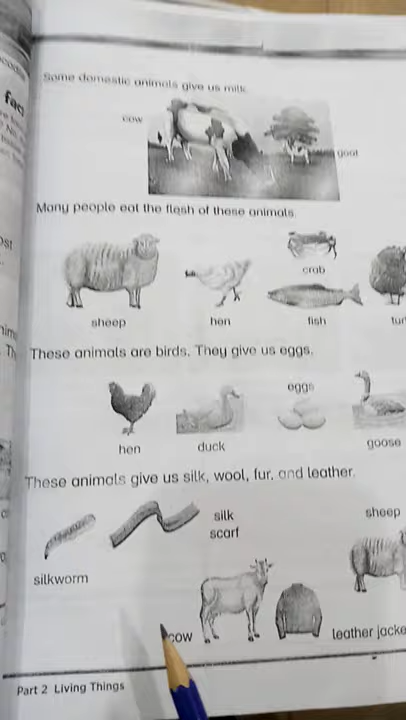 fac
Some domestic animals give us milk.
cow
goat
Many people eat the flesh of these animals.
crab
sheep hen fish tur
These animals are birds. They give us eggs.
eggs
hen duck goose
These animals give us silk, wool, fur, and leather.
silk sheep
scarf
silkworm
cow leather jacke
Part 2 Living Things